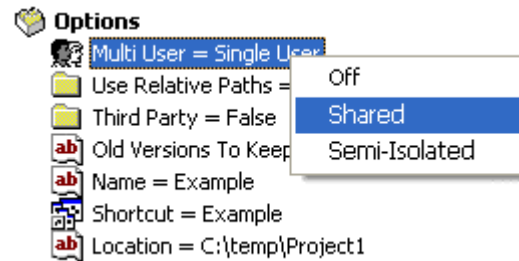 Options
Multi User = Single User
Use Relative Paths =
Third Party = False
Old Versions To Keep
Name = Example
Shortcut = Example
Location = C:\temp\Project1
Off
Shared
Semi-Isolated